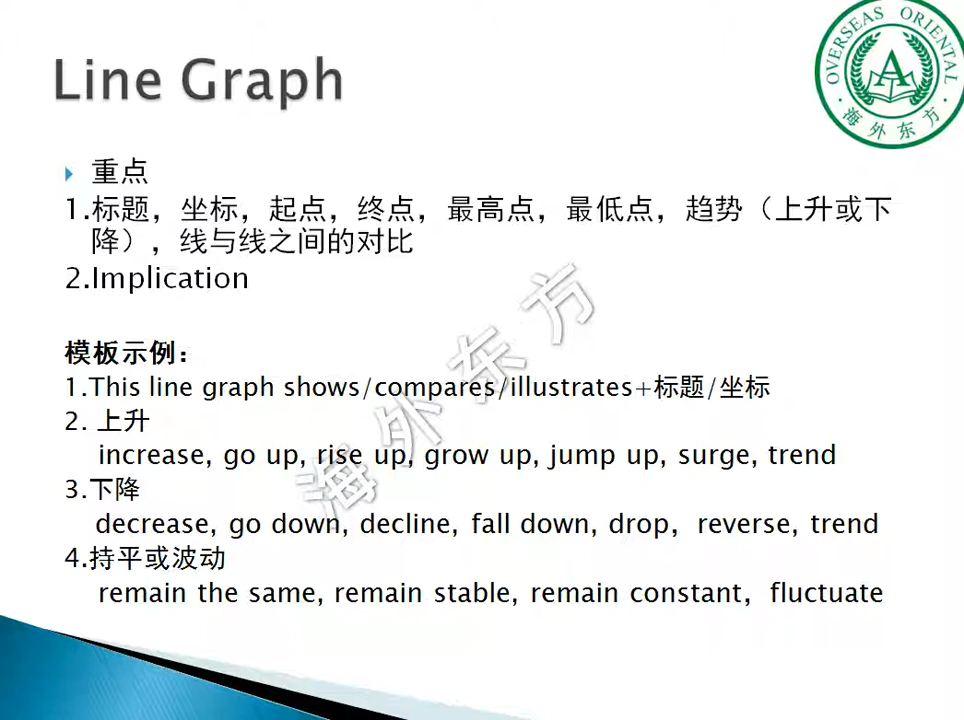 Line Graph
OVERSEAS ORIENTAL
A
·海外东方·
重点
1.标题，坐标，起点，终点，最高点，最低点，趋势（上升或下
降），线与线之间的对比
2.Implication
海外东方
模板示例：
1.This line graph shows/compares/illustrates+标题/坐标
2. 上升
increase, go up, rise up, grow up, jump up, surge, trend
3.下降
decrease, go down, decline, fall down, drop，reverse, trend
4.持平或波动
remain the same, remain stable, remain constant，fluctuate